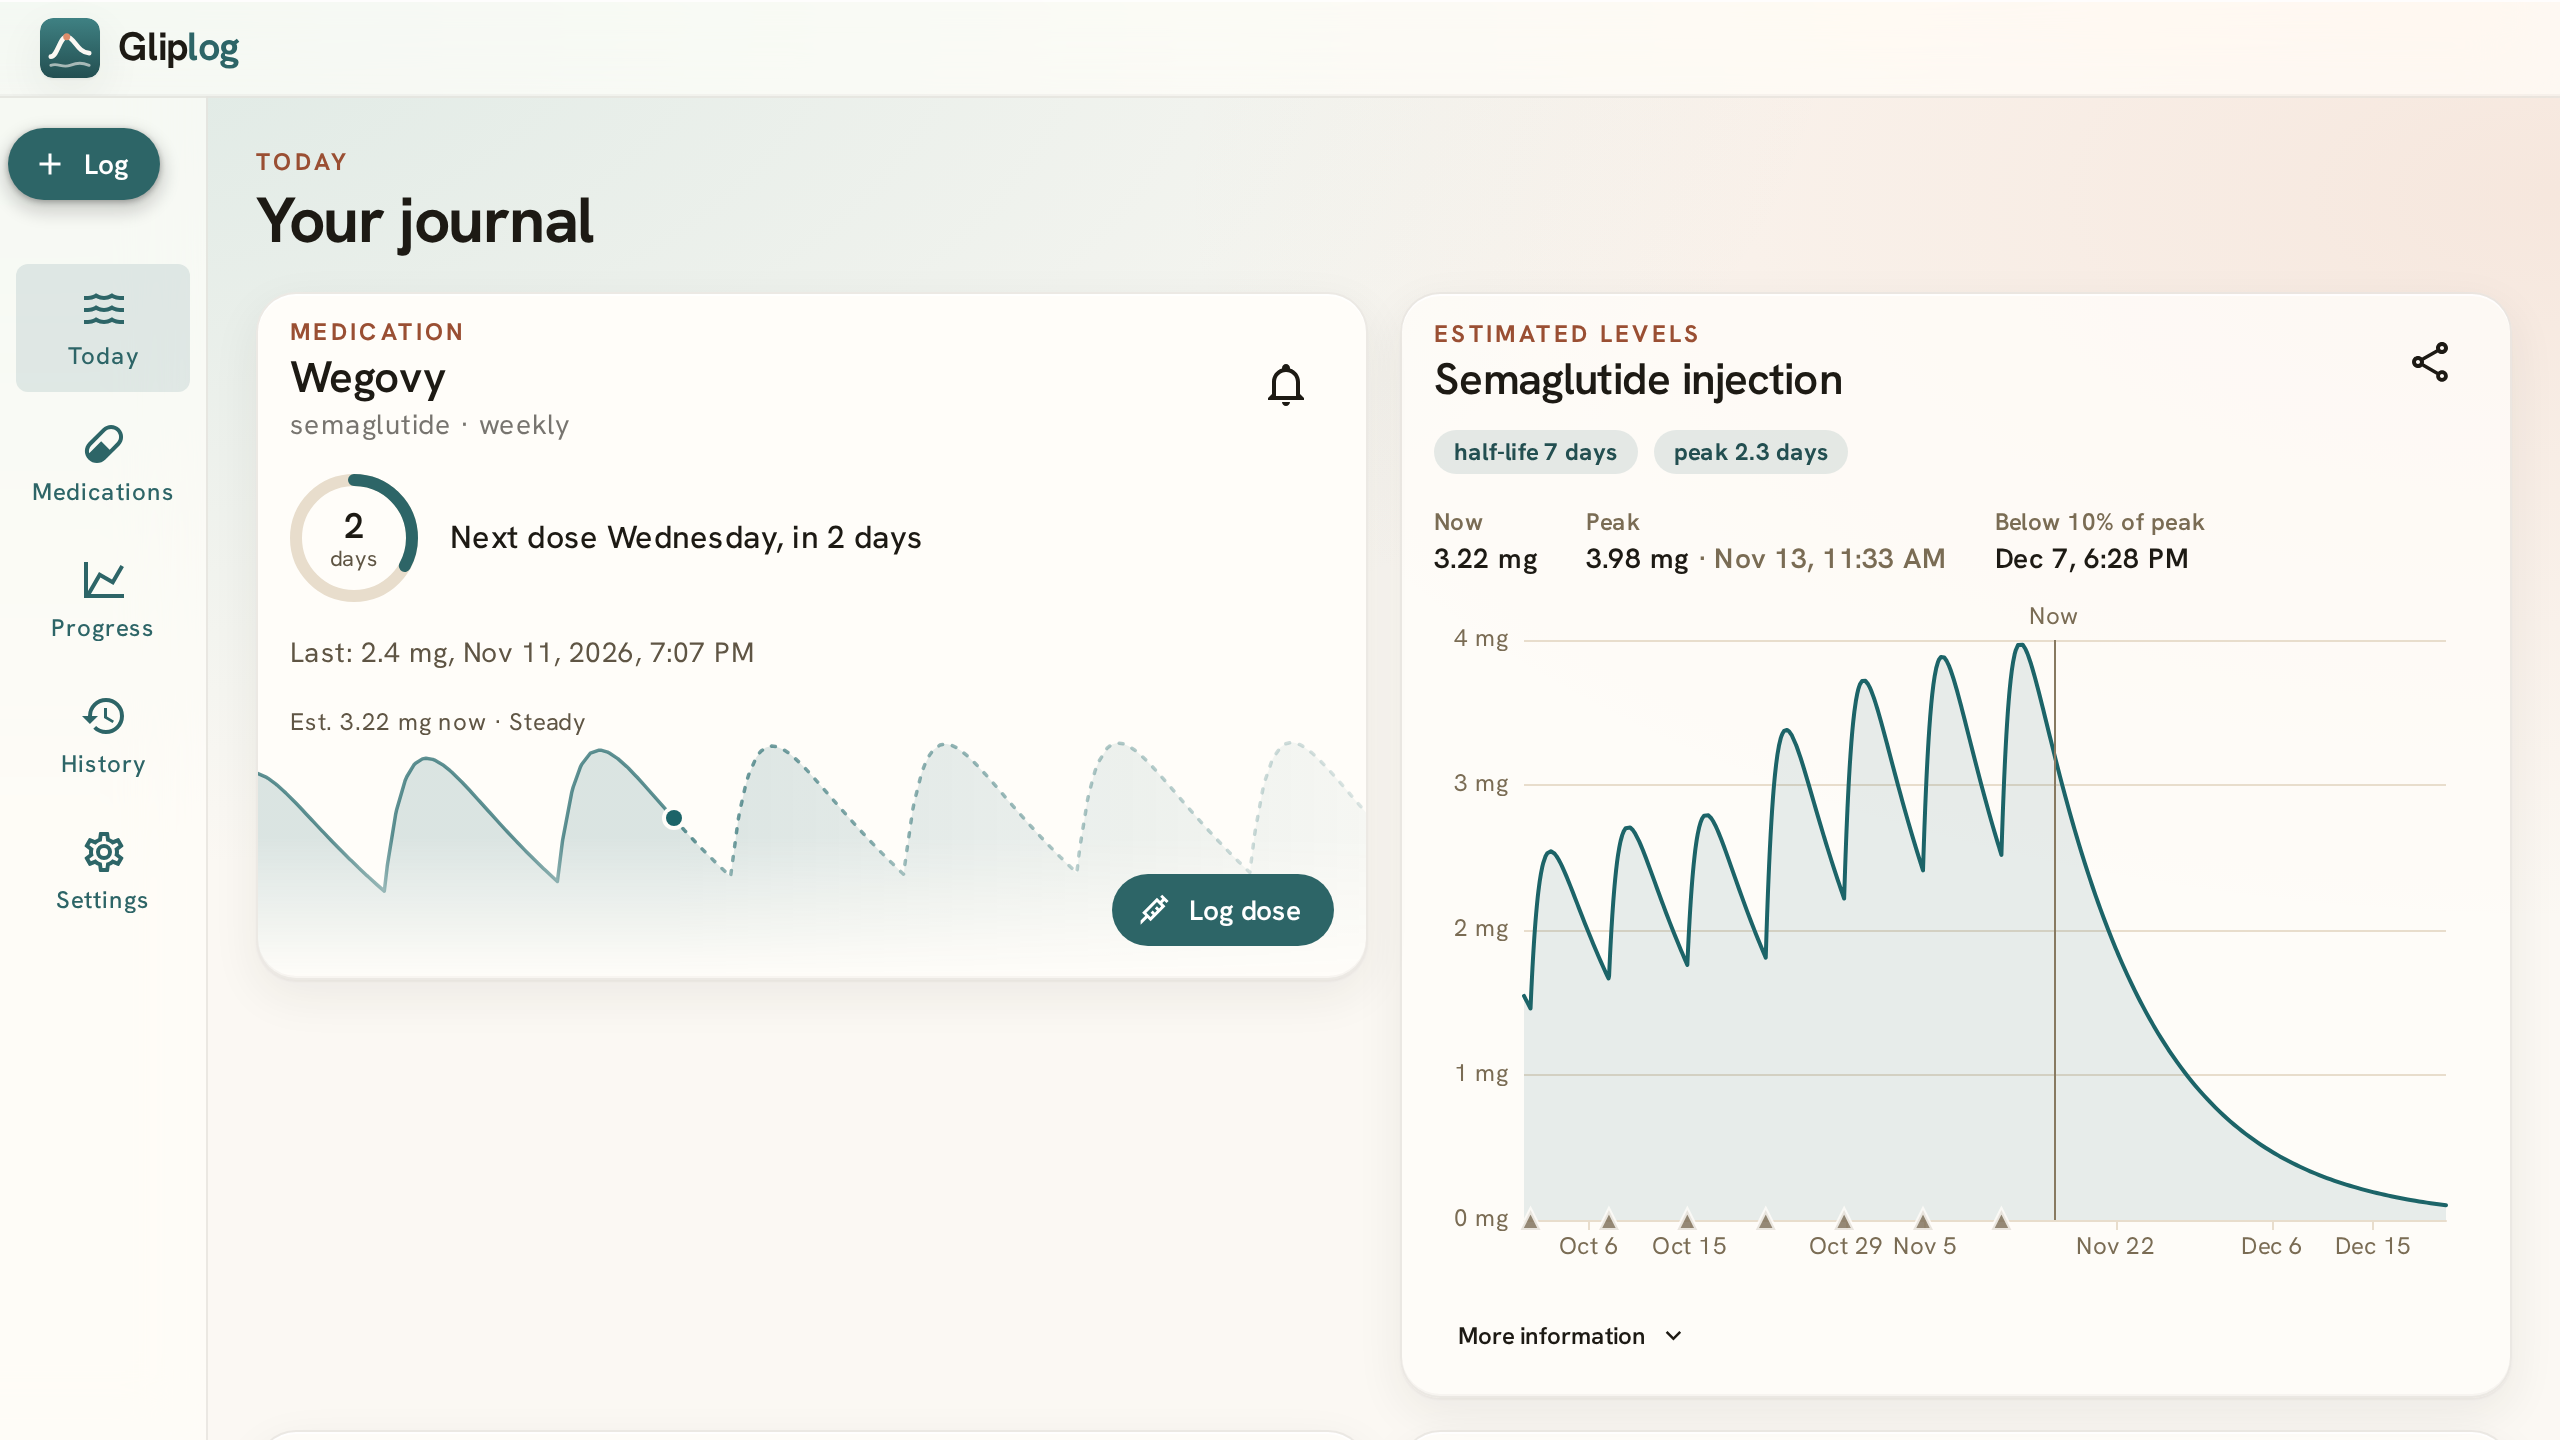 Gliplog
Log
Today
Medications
Progress
History
Settings
TODAY
Your journal
MEDICATION
Wegovy
semaglutide · weekly
2
days
Next dose Wednesday, in 2 days
Last: 2.4 mg, Nov 11, 2026, 7:07 PM
Est. 3.22 mg now · Steady
Log dose
ESTIMATED LEVELS
Semaglutide injection
half-life 7 days
peak 2.3 days
Now
3.22 mg
Peak
3.98 mg · Nov 13, 11:33 AM
Below 10% of peak
Dec 7, 6:28 PM
Now
4 mg
3 mg
2 mg
1 mg
0 mg
Oct 6
Oct 15
Oct 29
Nov 5
Nov 22
Dec 6
Dec 15
More information